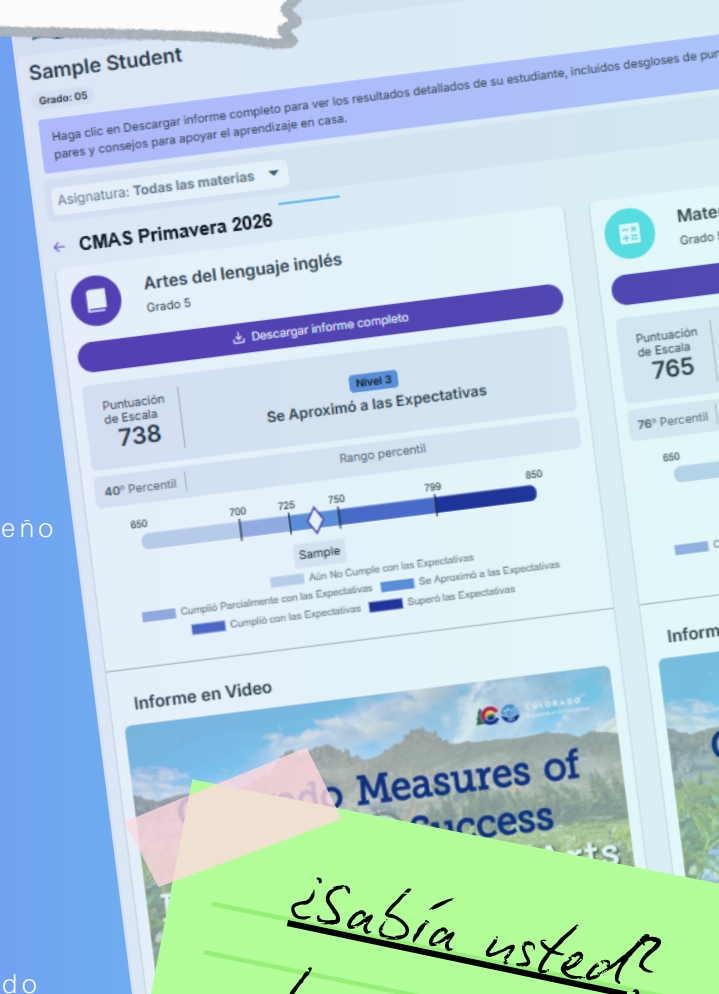 Sample Student
Grado: 05
Haga clic en Descargar informe completo para ver los resultados detallados de su estudiante, incluidos desgloses de
pares y consejos para apoyar el aprendizaje en casa.
Asignatura: Todas las materias
← CMAS Primavera 2026
Artes del lenguaje inglés
Grado 5
Descargar informe completo
Puntuación
de Escala
738
Nivel 3
Se Aproximó a las Expectativas
40º Percentil
Rango percentil
650 700 725 750 799 850
Sample
Aún No Cumple con las Expectativas
Cumplió Parcialmente con las Expectativas Se Aproximó a las Expectativas
Cumplió con las Expectativas Superó las Expectativas
Informe en Video
COLORADO
Measures of
Success
Arts
Grado
Puntuación
de Escala
765
76º Percentil
650
Inform
eño
do
¿Sabía usted?